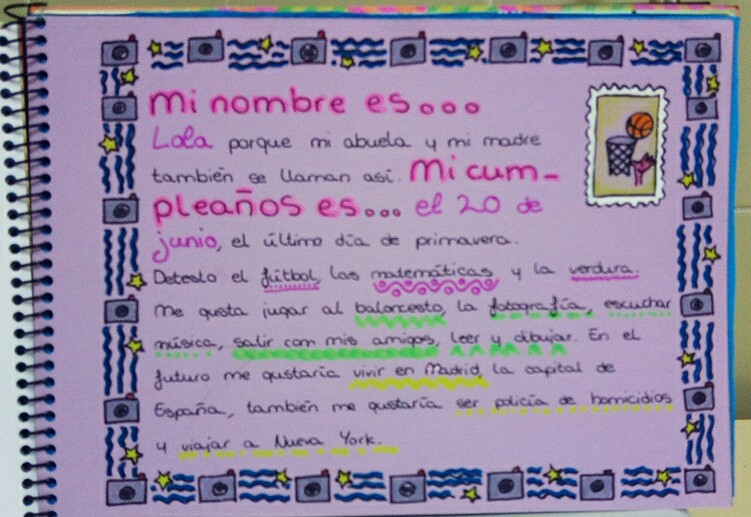 Mi nombre es...
Lola porque mi abuela y mi madre
también se llaman así. Mi cum-
pleaños es... el 20 de
junio, el último día de primavera.
Detesto el fútbol, las matemáticas y la verdura.
Me gusta jugar al baloncesto, la fotografía, escuchar
música, salir con mis amigos, leer y dibujar. En el
futuro me gustaría vivir en Madrid, la capital de
España, también me gustaría ser policía de homicidios
y viajar a Nueva York.